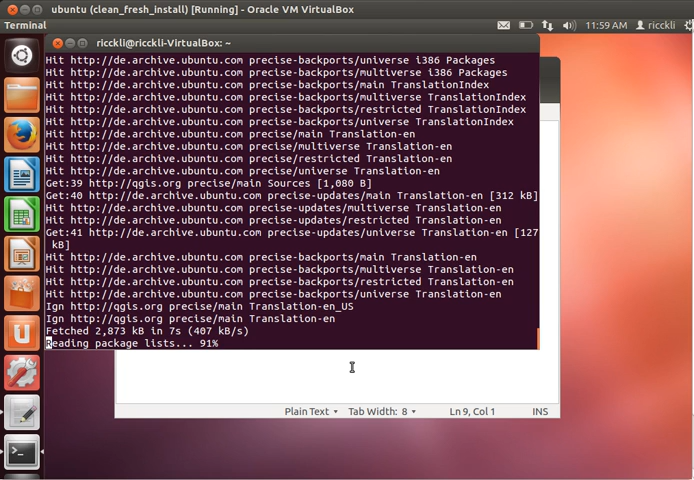 ubuntu (clean_fresh_install) [Running] - Oracle VM VirtualBox
Terminal
11:59 AM
ricckli
ricckli@ricckli-VirtualBox: ~
Hit http://de.archive.ubuntu.com precise-backports/universe i386 Packages
Hit http://de.archive.ubuntu.com precise-backports/multiverse i386 Packages
Hit http://de.archive.ubuntu.com precise-backports/main TranslationIndex
Hit http://de.archive.ubuntu.com precise-backports/multiverse TranslationIndex
Hit http://de.archive.ubuntu.com precise-backports/restricted TranslationIndex
Hit http://de.archive.ubuntu.com precise-backports/universe TranslationIndex
Hit http://de.archive.ubuntu.com precise/main Translation-en
Hit http://de.archive.ubuntu.com precise/multiverse Translation-en
Hit http://de.archive.ubuntu.com precise/restricted Translation-en
Hit http://de.archive.ubuntu.com precise/universe Translation-en
Get:39 http://qgis.org precise/main Sources [1,080 B]
Get:40 http://de.archive.ubuntu.com precise-updates/main Translation-en [312 kB]
Hit http://de.archive.ubuntu.com precise-updates/multiverse Translation-en
Hit http://de.archive.ubuntu.com precise-updates/restricted Translation-en
Get:41 http://de.archive.ubuntu.com precise-updates/universe Translation-en [127
kB]
Hit http://de.archive.ubuntu.com precise-backports/main Translation-en
Hit http://de.archive.ubuntu.com precise-backports/multiverse Translation-en
Hit http://de.archive.ubuntu.com precise-backports/restricted Translation-en
Hit http://de.archive.ubuntu.com precise-backports/universe Translation-en
Ign http://qgis.org precise/main Translation-en_US
Ign http://qgis.org precise/main Translation-en
Fetched 2,873 kB in 7s (407 kB/s)
Reading package lists... 91%
Plain Text Tab Width: 8 Ln 9, Col 1 INS